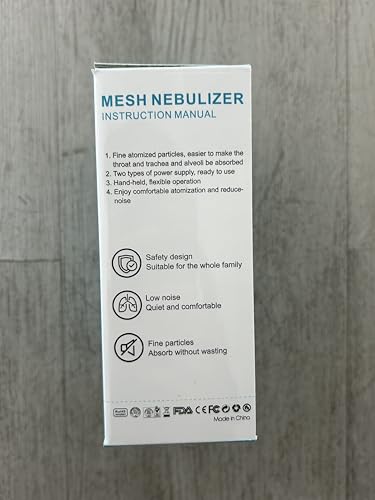 MESH NEBULIZER
INSTRUCTION MANUAL
1. Fine atomized particles, easier to make the
throat and trachea and alveoli be absorbed
2. Two types of power supply, ready to use
3. Hand-held, flexible operation
4. Enjoy comfortable atomization and reduce-
noise
Safety design
Suitable for the whole family
Low noise
Quiet and comfortable
Fine particles
Absorb without wasting
RoHS FDA CE FC
Made in China